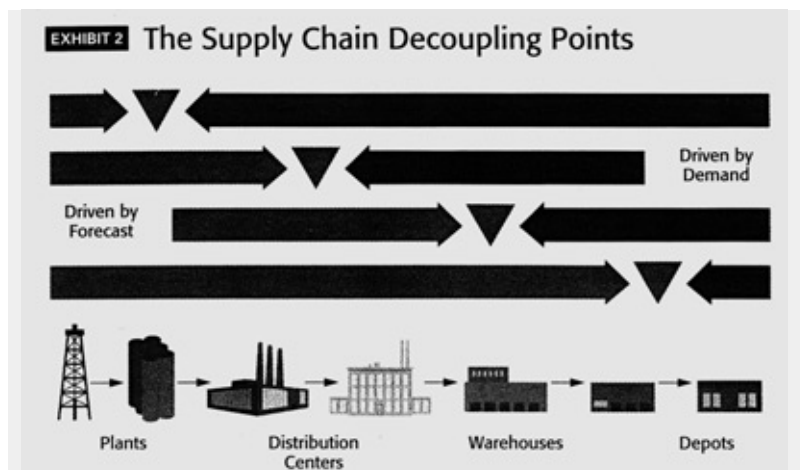 EXHIBIT 2 The Supply Chain Decoupling Points
Driven by
Demand
Driven by
Forecast
Plants
Distribution
Centers
Warehouses
Depots